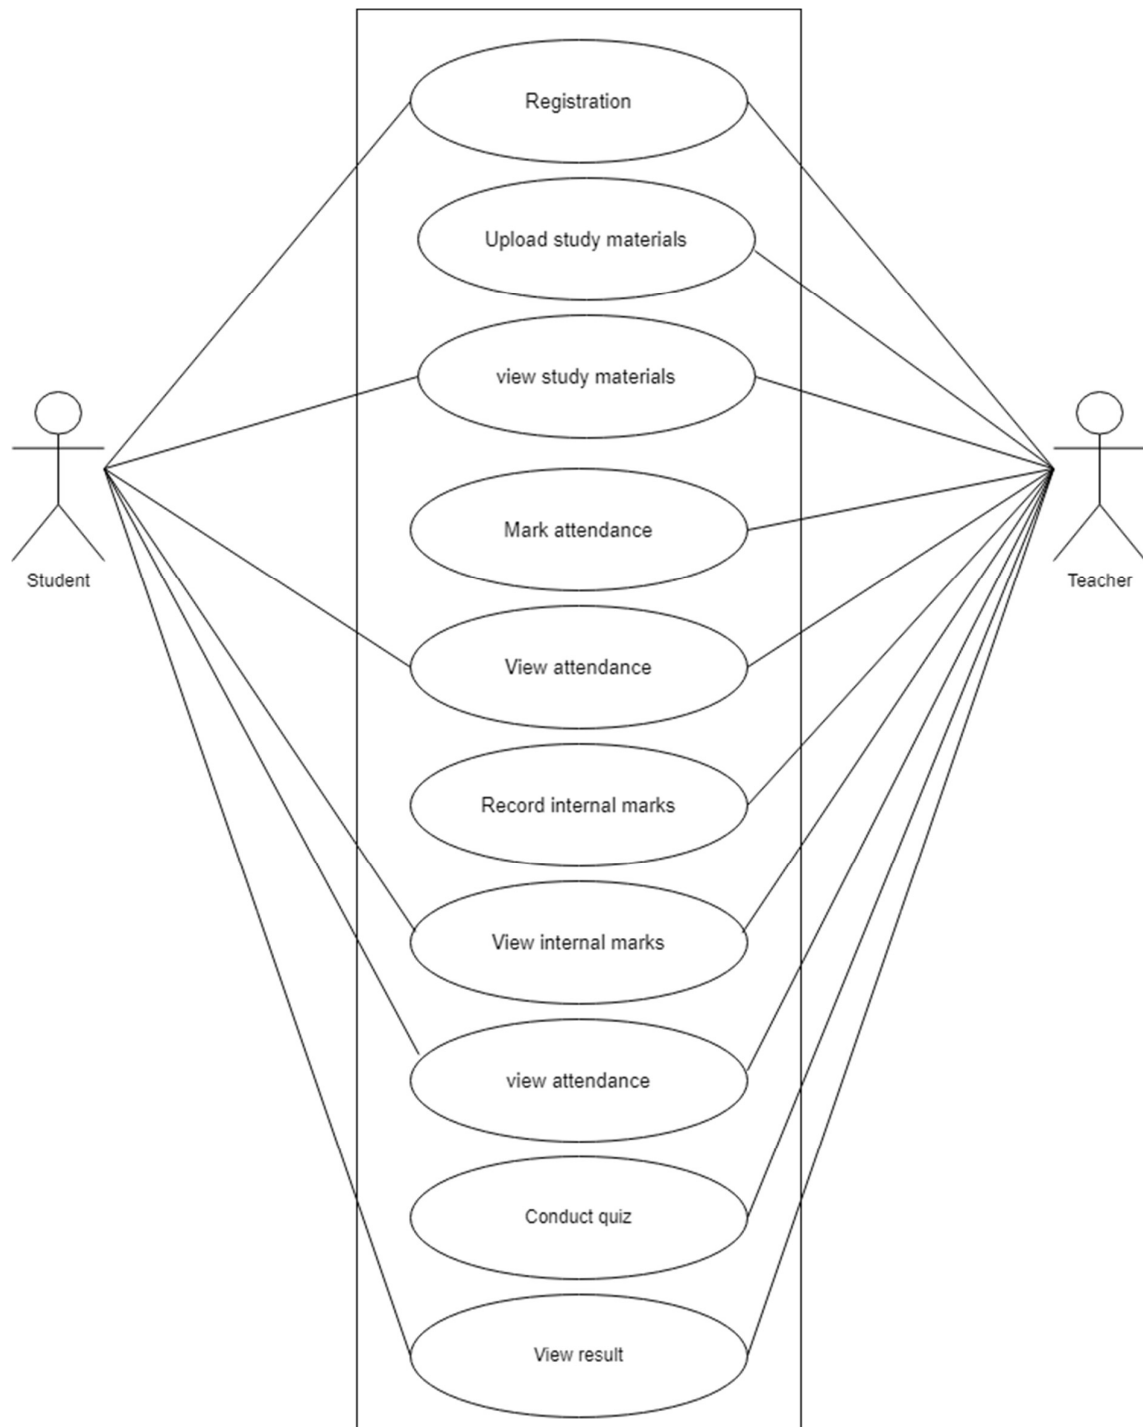 Registration
Upload study materials
view study materials
Mark attendance
Student
Teacher
View attendance
Record internal marks
View internal marks
view attendance
Conduct quiz
View result